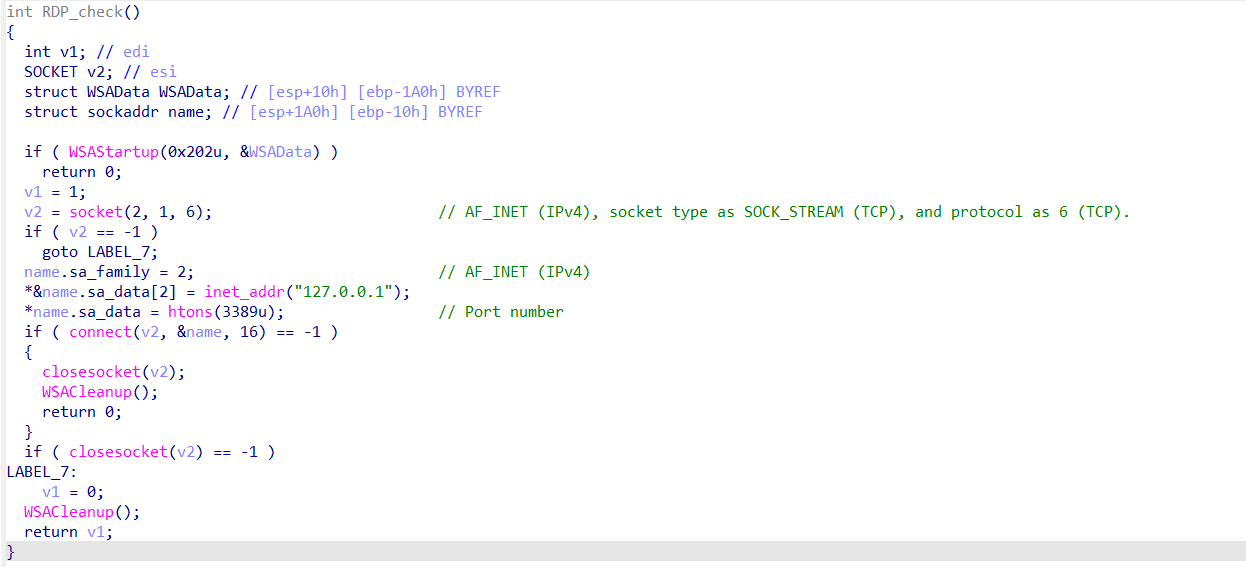 int RDP_check()
{
  int v1; // edi
  SOCKET v2; // esi
  struct WSAData WSAData; // [esp+10h] [ebp-1A0h] BYREF
  struct sockaddr name; // [esp+1A0h] [ebp-10h] BYREF

  if ( WSAStartup(0x202u, &WSAData) )
    return 0;
  v1 = 1;
  v2 = socket(2, 1, 6);                         // AF_INET (IPv4), socket type as SOCK_STREAM (TCP), and protocol as 6 (TCP).
  if ( v2 == -1 )
    goto LABEL_7;
  name.sa_family = 2;                           // AF_INET (IPv4)
  *&name.sa_data[2] = inet_addr("127.0.0.1");
  *name.sa_data = htons(3389u);                 // Port number
  if ( connect(v2, &name, 16) == -1 )
  {
    closesocket(v2);
    WSACleanup();
    return 0;
  }
  if ( closesocket(v2) == -1 )
LABEL_7:
    v1 = 0;
  WSACleanup();
  return v1;
}